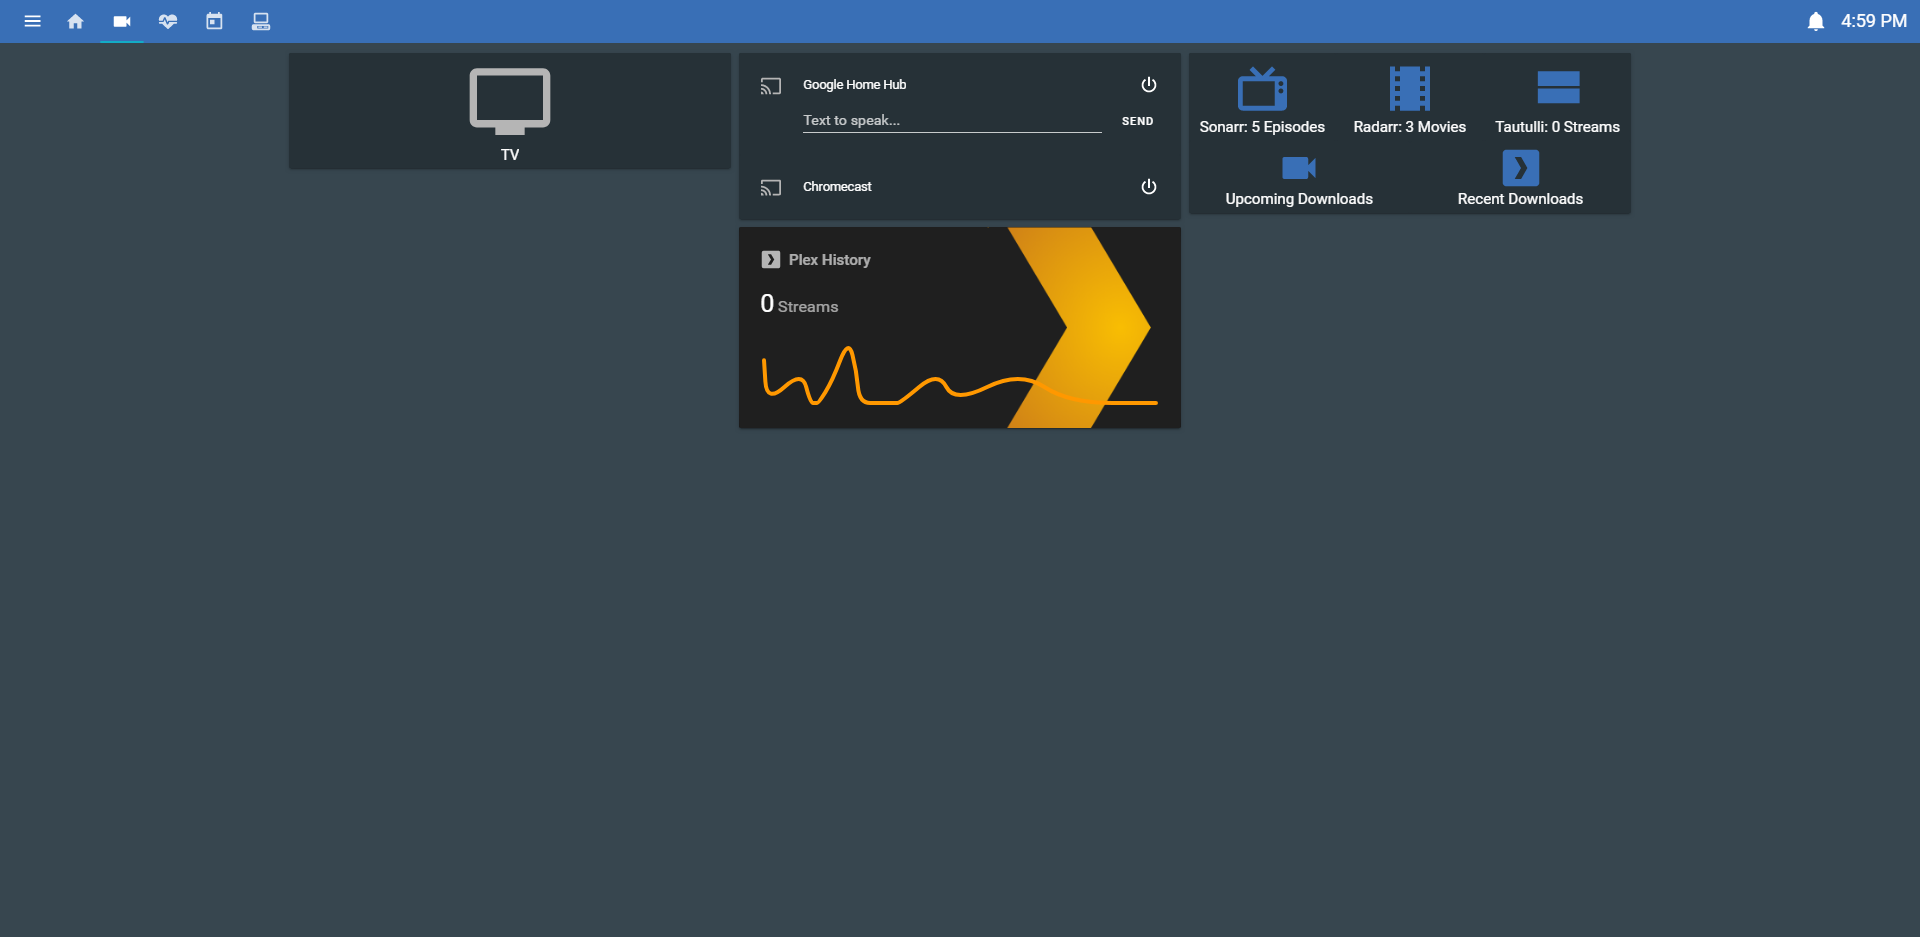 4:59 PM
TV
Google Home Hub
Text to speak...
SEND
Chromecast
Plex History
0 Streams
Sonarr: 5 Episodes
Radarr: 3 Movies
Tautulli: 0 Streams
Upcoming Downloads
Recent Downloads